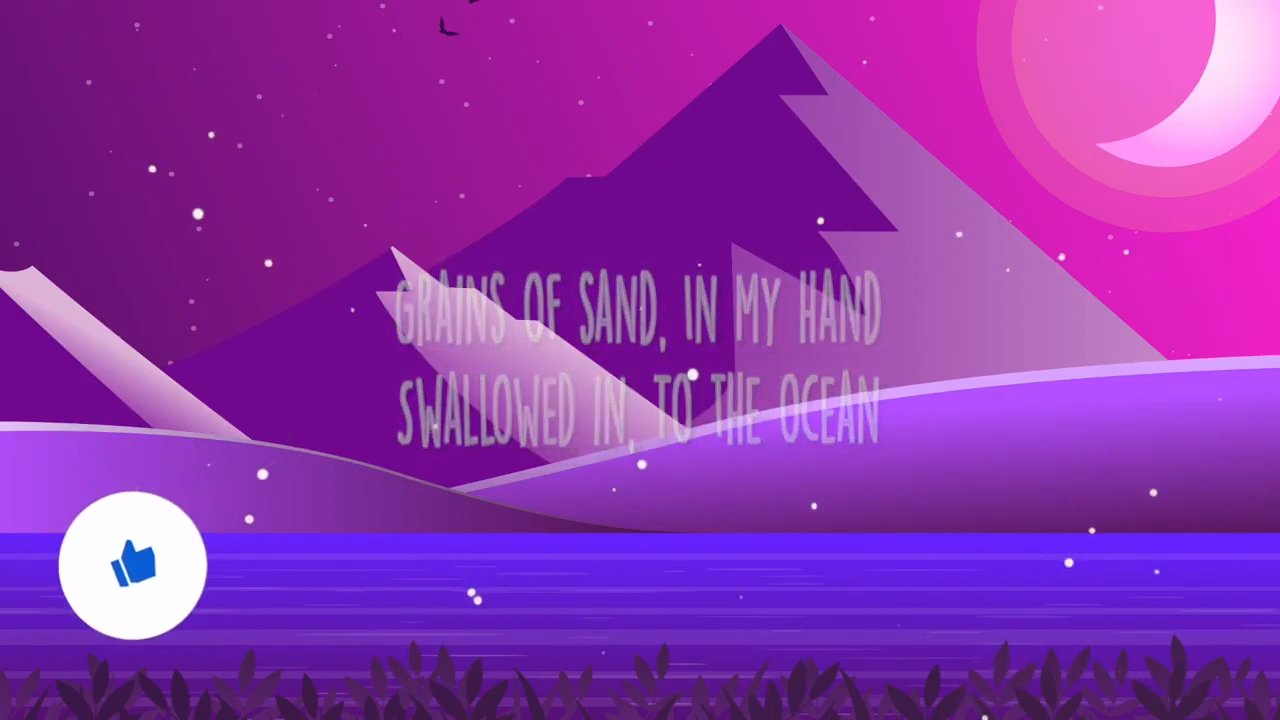 GRAINS OF SAND, IN MY HAND
SWALLOWED IN, TO THE OCEAN